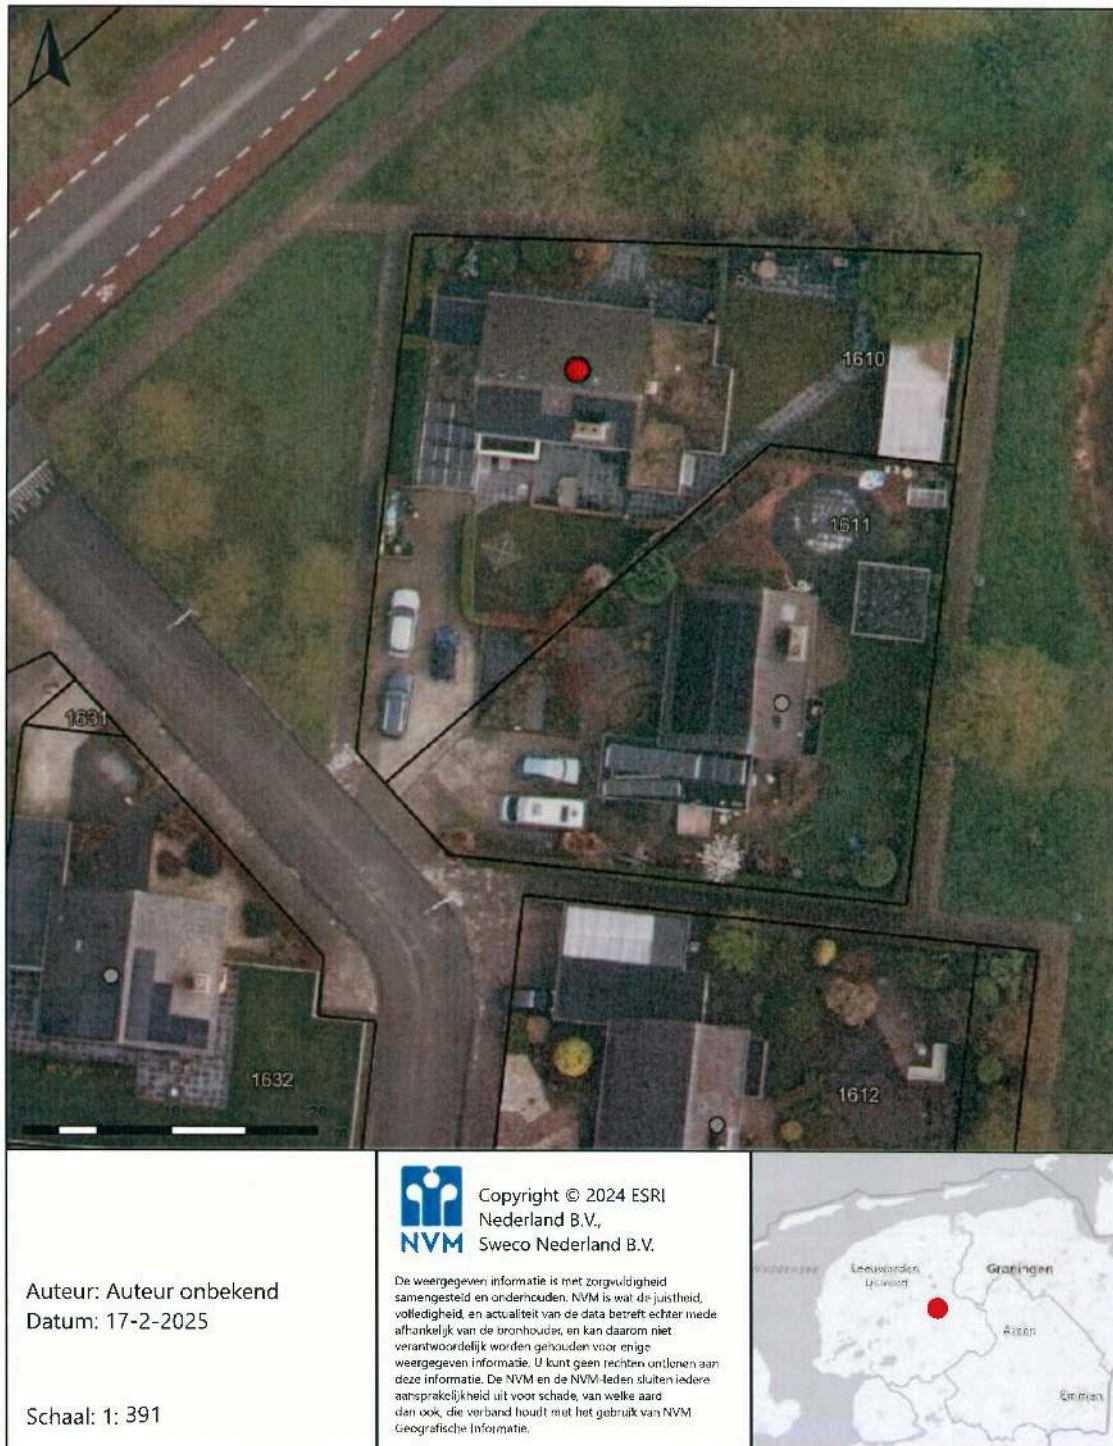 1610
1611
1631
1632
1612
10
20
Auteur: Auteur onbekend
Datum: 17-2-2025
Schaal: 1: 391
NVM
Copyright © 2024 ESRI
Nederland B.V.,
Sweco Nederland B.V.
De weergegeven informatie is met zorgvuldigheid
samengesteld en onderhouden. NVM is wat de juistheid,
volledigheid, en actualiteit van de data betreft echter mede
afhankelijk van de bronhouder, en kan daarom niet
verantwoordelijk worden gehouden voor enige
weergegeven informatie. U kunt geen rechten ontlenen aan
deze informatie. De NVM en de NVM-leden sluiten iedere
aansprakelijkheid uit voor schade, van welke aard
dan ook, die verband houdt met het gebruik van NVM
Geografische Informatie.
Waddenzee
Leeuwarden
Ljouwert
Groningen
Assen
Emmen